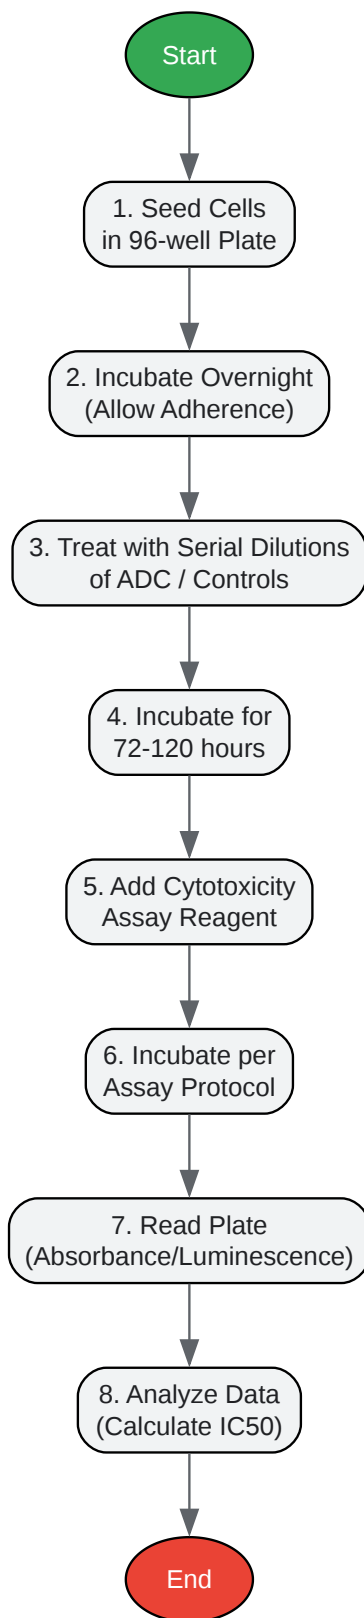 Start
1. Seed Cells
in 96-well Plate
2. Incubate Overnight
(Allow Adherence)
3. Treat with Serial Dilutions
of ADC / Controls
4. Incubate for
72-120 hours
5. Add Cytotoxicity
Assay Reagent
6. Incubate per
Assay Protocol
7. Read Plate
(Absorbance/Luminescence)
8. Analyze Data
(Calculate IC50)
End